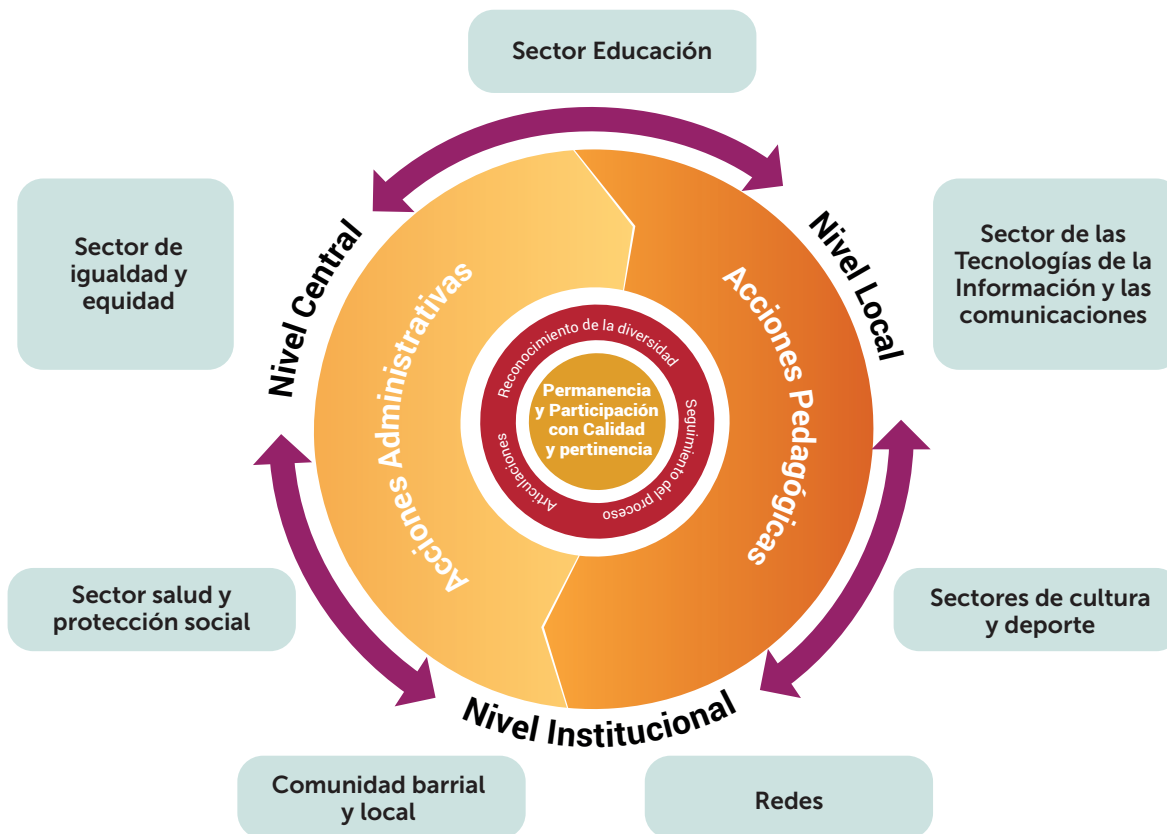 Sector Educación
Sector de
igualdad y
equidad
Sector de las
Tecnologías de la
Información y las
comunicaciones
Nivel Central
Nivel Local
Acciones Administrativas
Acciones Pedagógicas
Reconocimiento de la diversidad
Seguimiento del proceso
Articulaciones
Permanencia
y Participación
con Calidad
y pertinencia
Sector salud y
protección social
Sectores de cultura
y deporte
Nivel Institucional
Comunidad barrial
y local
Redes